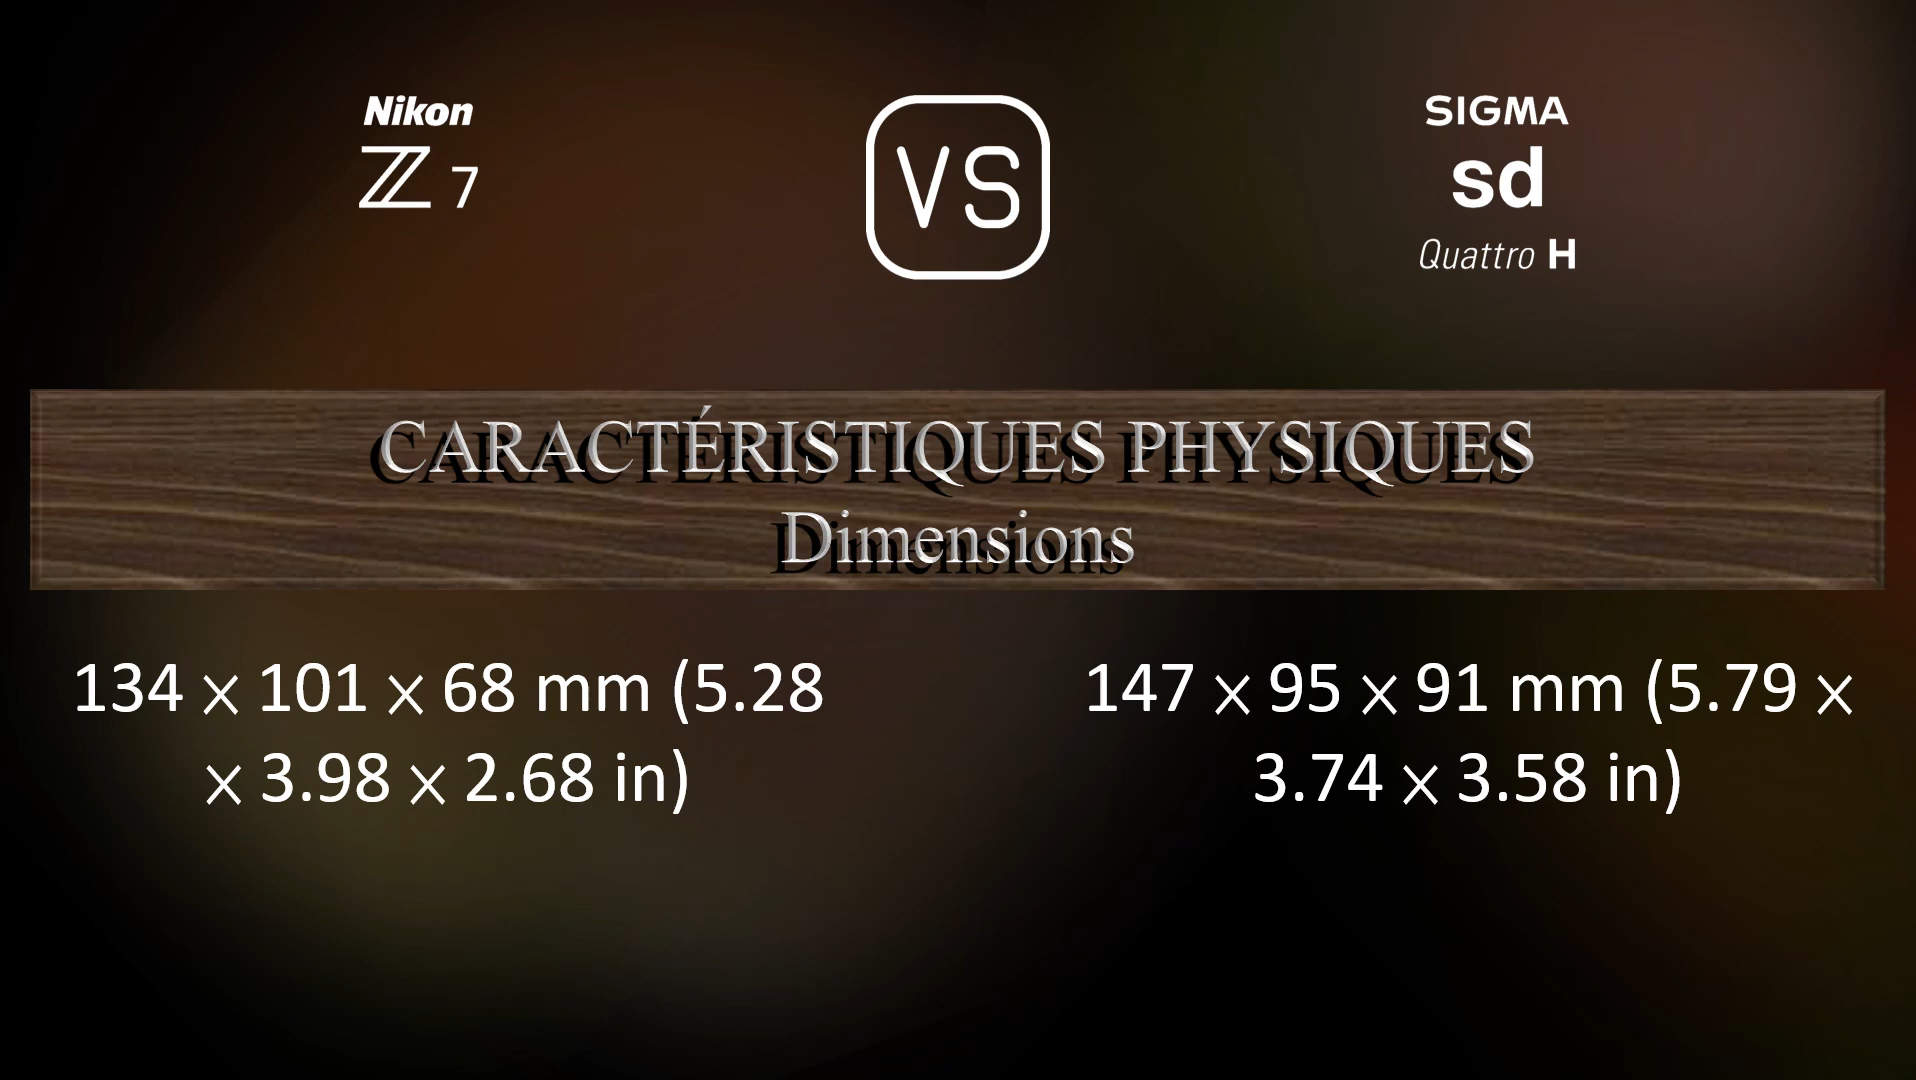 Nikon
Z 7
VS
SIGMA
sd
Quattro H
CARACTÉRISTIQUES PHYSIQUES
Dimensions
134 x 101 x 68 mm (5.28
x 3.98 x 2.68 in)
147 x 95 x 91 mm (5.79 x
3.74 x 3.58 in)